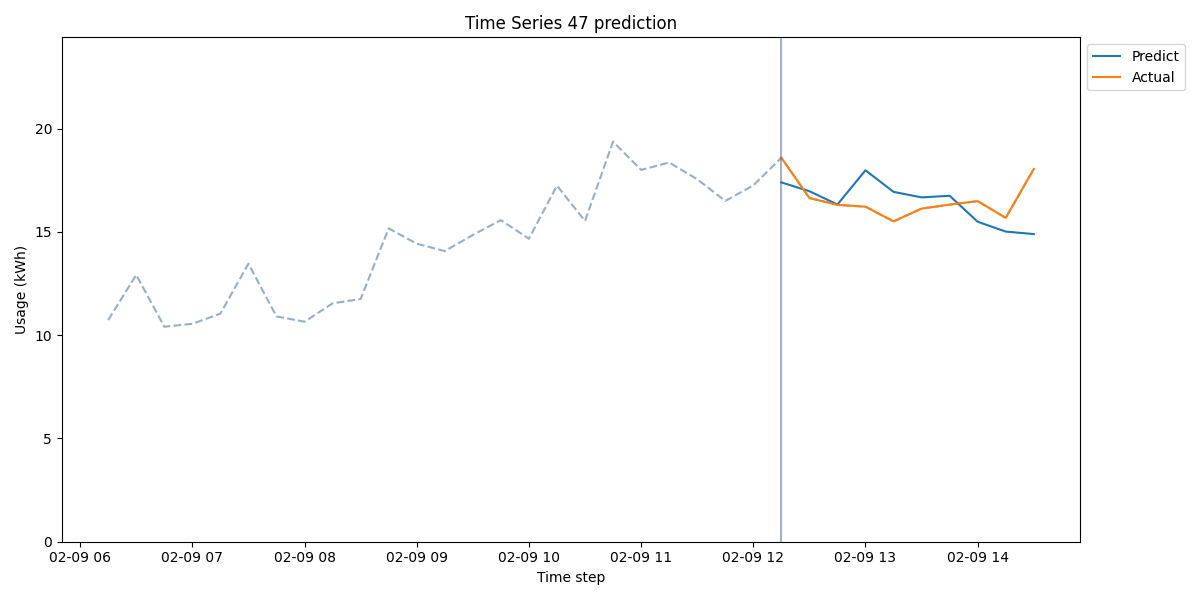 Time Series 47 prediction
Predict
Actual
Usage (kWh)
20
15
10
5
0
02-09 06 02-09 07 02-09 08 02-09 09 02-09 10 02-09 11 02-09 12 02-09 13 02-09 14
Time step